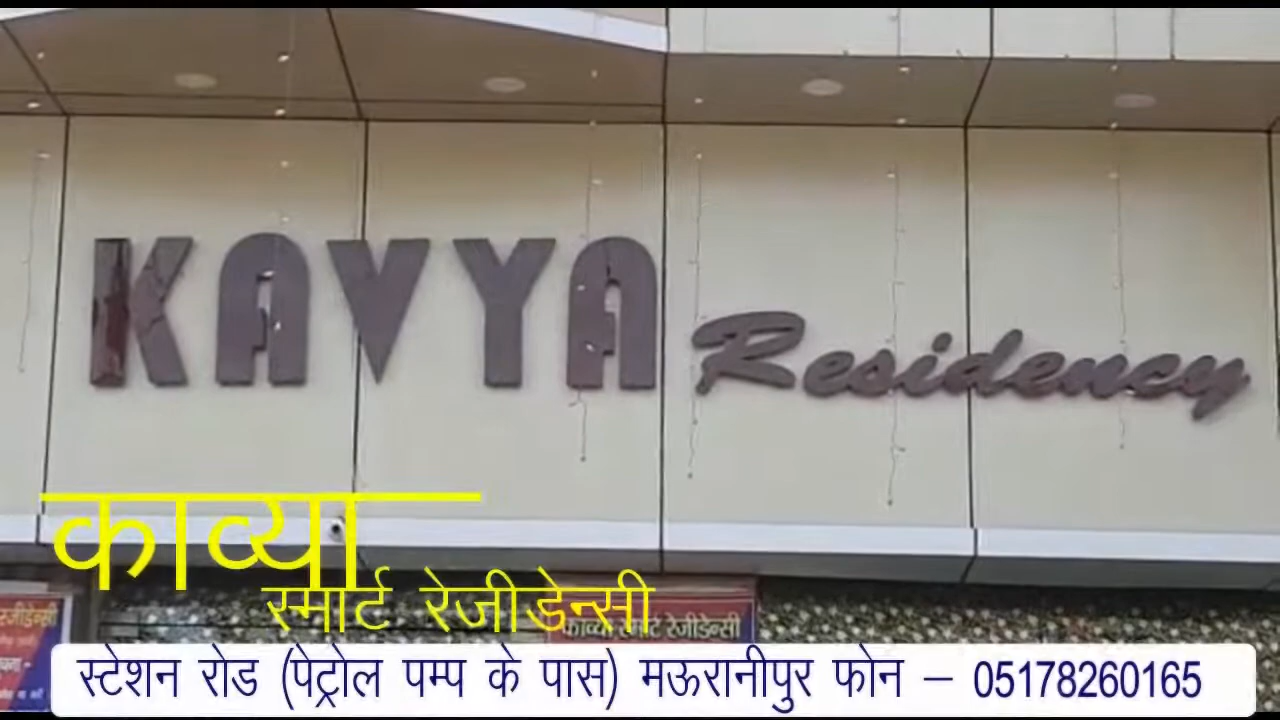 KAVYA Residency
काव्या
स्मार्ट रेजीडेन्सी
रेजीडेन्सी
काव्या स्मार्ट रेजीडेन्सी
स्टेशन रोड (पेट्रोल पम्प के पास) मऊरानीपुर फोन – 05178260165